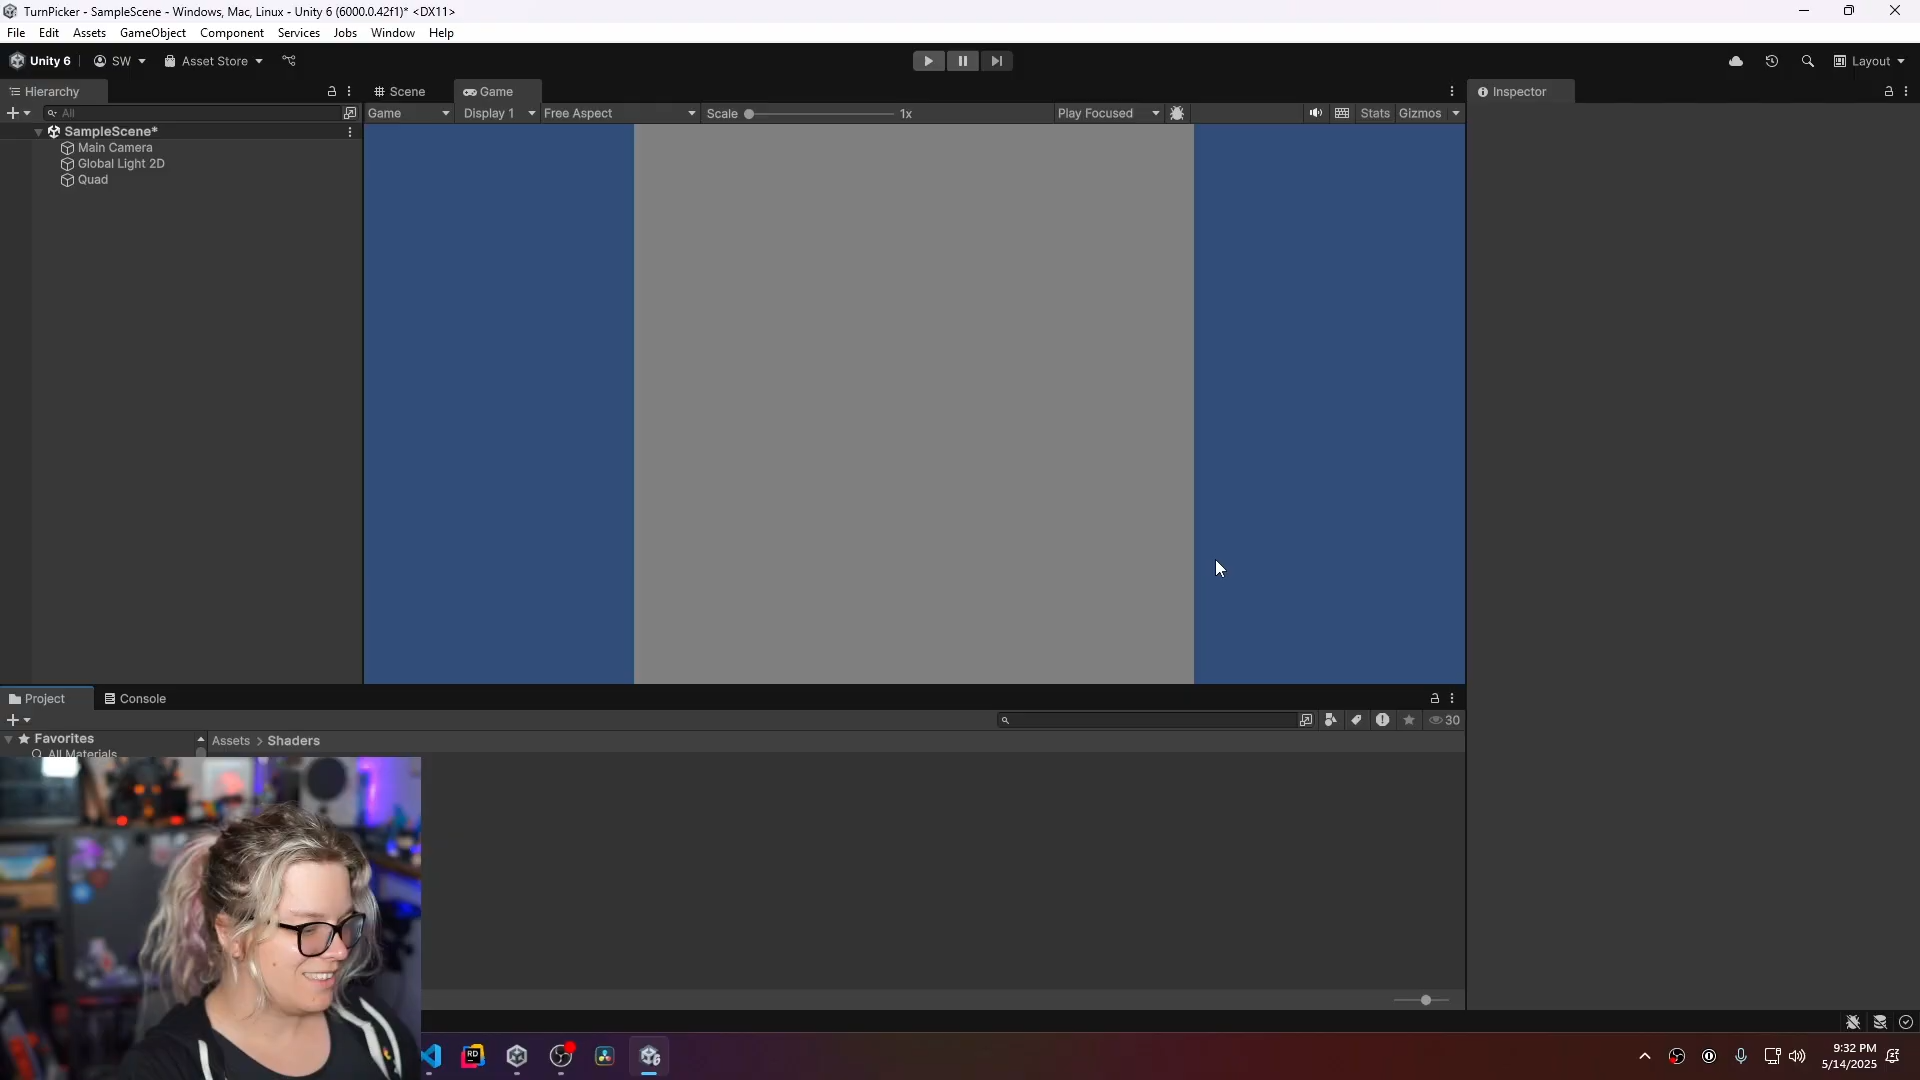 TurnPicker - SampleScene - Windows, Mac, Linux - Unity 6 (6000.0.42f1)* <DX11>
File Edit Assets GameObject Component Services Jobs Window Help
Unity 6 SW Asset Store Layout
Hierarchy Scene Game Inspector
All Game Display 1 Free Aspect Scale 1x Play Focused Stats Gizmos
SampleScene*
Main Camera
Global Light 2D
Quad
Project Console
30
Favorites Assets > Shaders
All Materials
RD
9:32 PM
5/14/2025